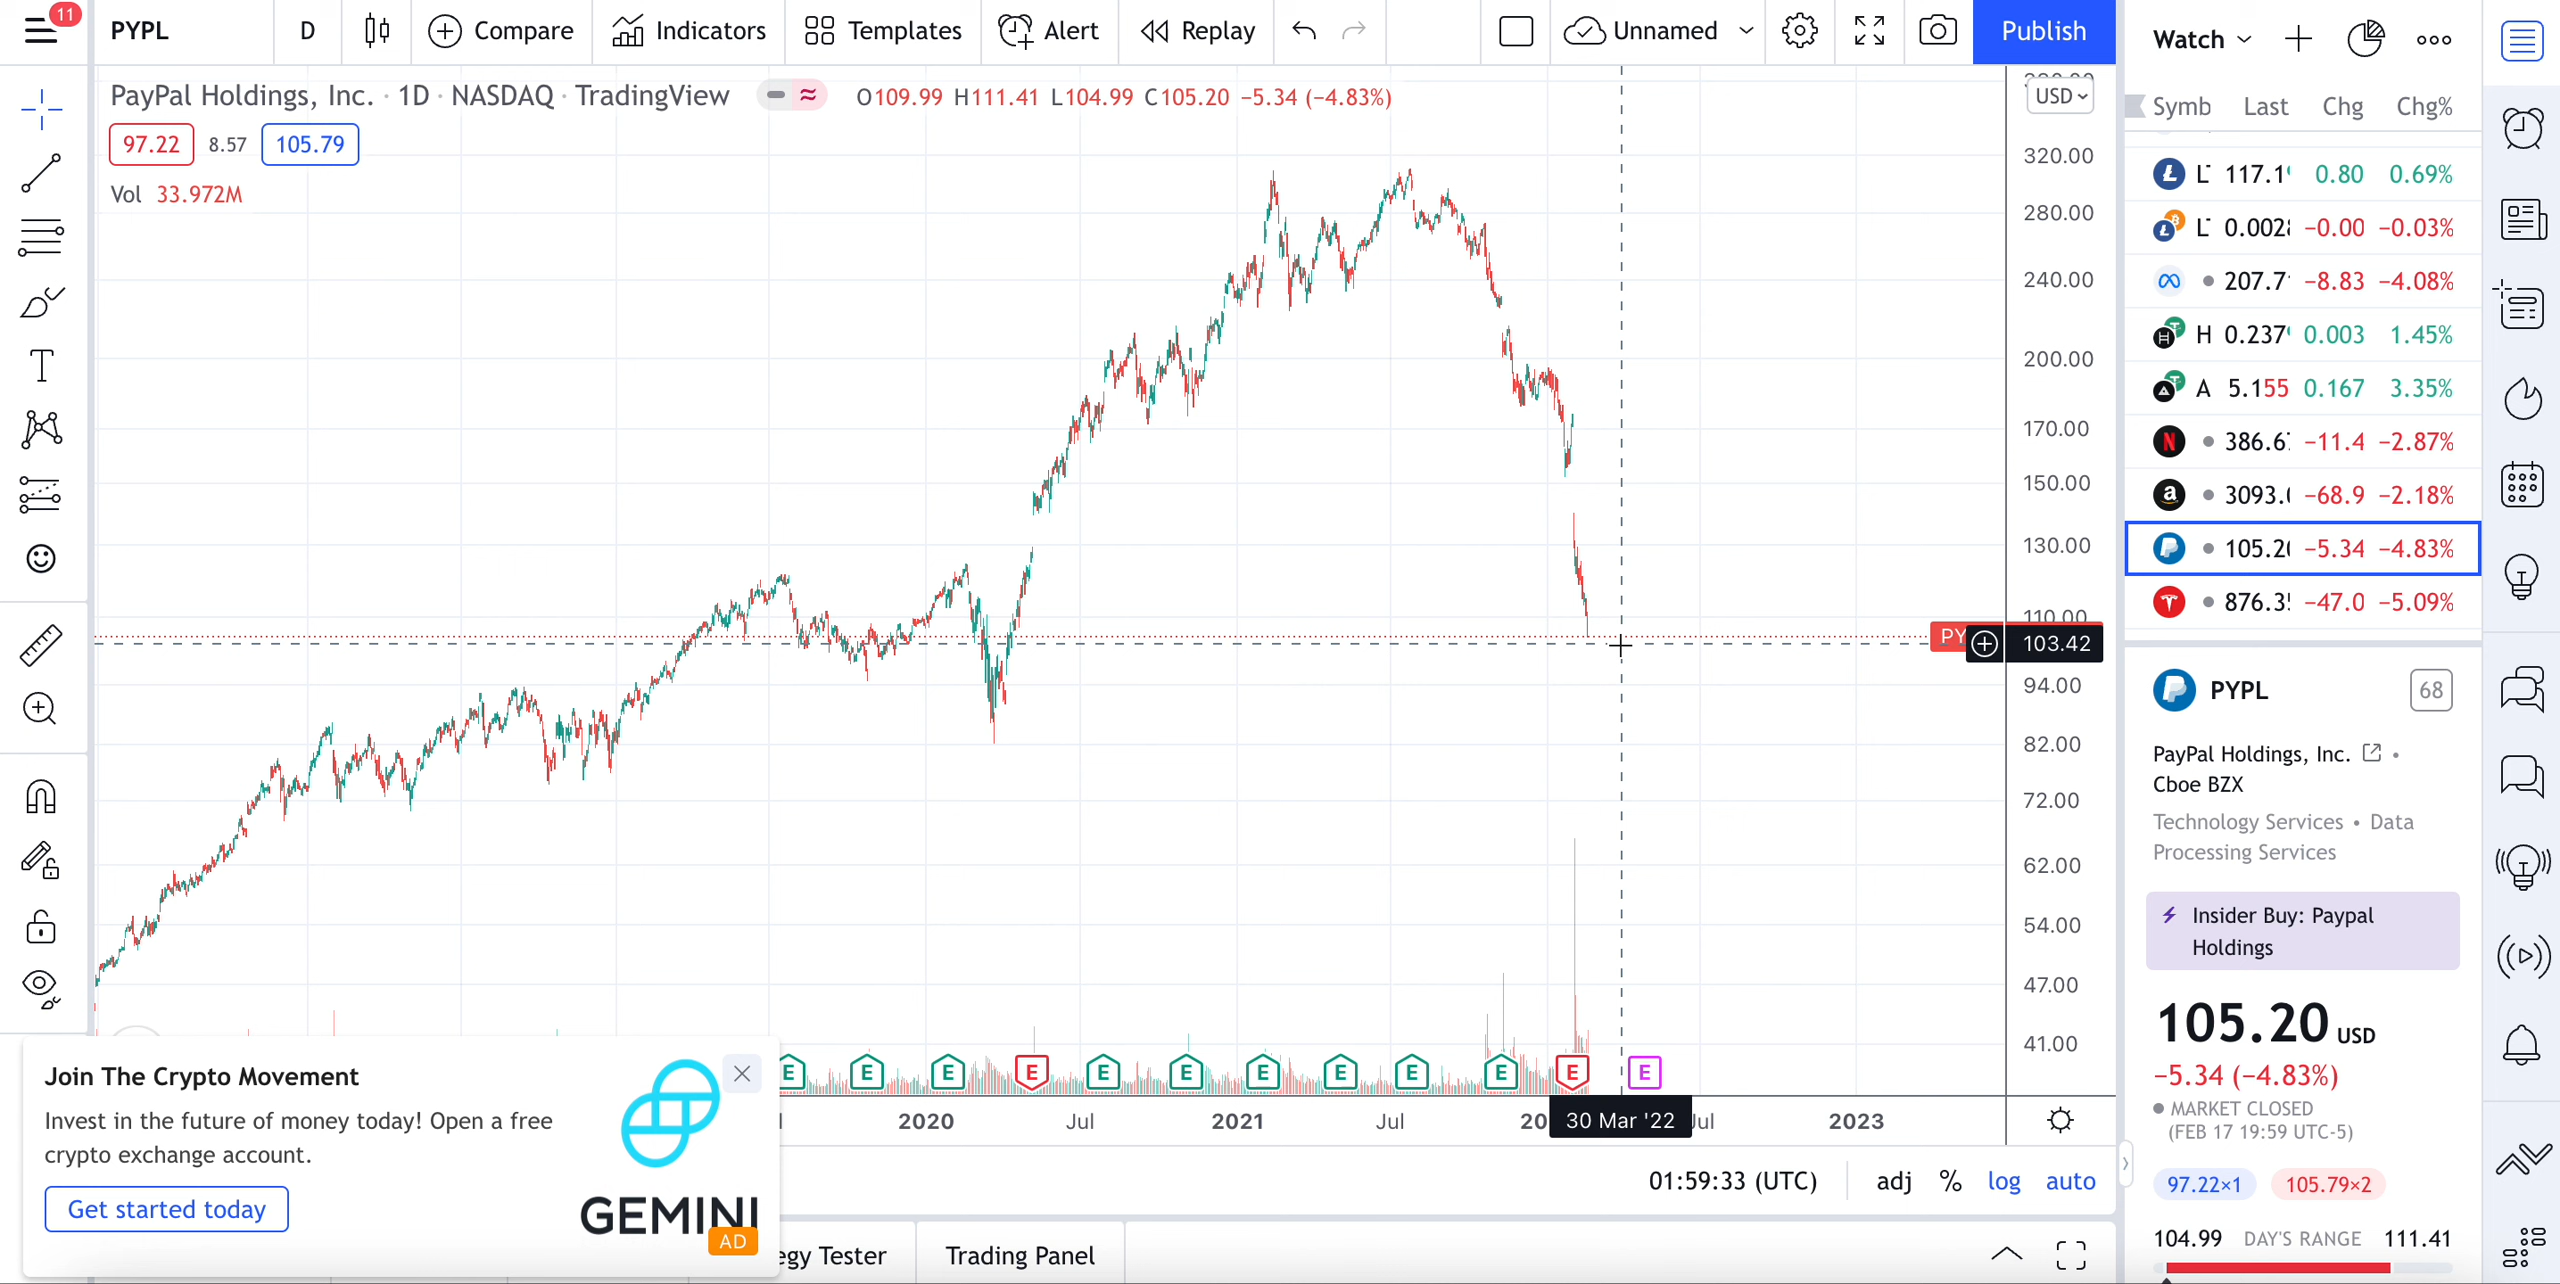 11
PYPL
D
Compare
Indicators
Templates
Alert
Replay
Unnamed
Publish
PayPal Holdings, Inc. · 1D · NASDAQ · TradingView
O109.99 H111.41 L104.99 C105.20 −5.34 (−4.83%)
97.22 8.57 105.79
Vol 33.972M
USD
320.00
280.00
240.00
200.00
170.00
150.00
130.00
110.00
103.42
94.00
82.00
72.00
62.00
54.00
47.00
41.00
E E E E E E E E E E E E
2020 Jul 2021 Jul 30 Mar '22 2023
01:59:33 (UTC) adj % log auto
Trading Panel
Join The Crypto Movement
Invest in the future of money today! Open a free
crypto exchange account.
Get started today
GEMINI
AD
Tester
Watch
Symb Last Chg Chg%
117.1 0.80 0.69%
0.002 −0.00 −0.03%
207.7 −8.83 −4.08%
H 0.237 0.003 1.45%
A 5.155 0.167 3.35%
386.6 −11.4 −2.87%
3093. −68.9 −2.18%
105.2 −5.34 −4.83%
876.3 −47.0 −5.09%
PYPL 68
PayPal Holdings, Inc. •
Cboe BZX
Technology Services • Data
Processing Services
Insider Buy: Paypal
Holdings
105.20 USD
−5.34 (−4.83%)
MARKET CLOSED
(FEB 17 19:59 UTC-5)
97.22×1 105.79×2
104.99 DAY'S RANGE 111.41